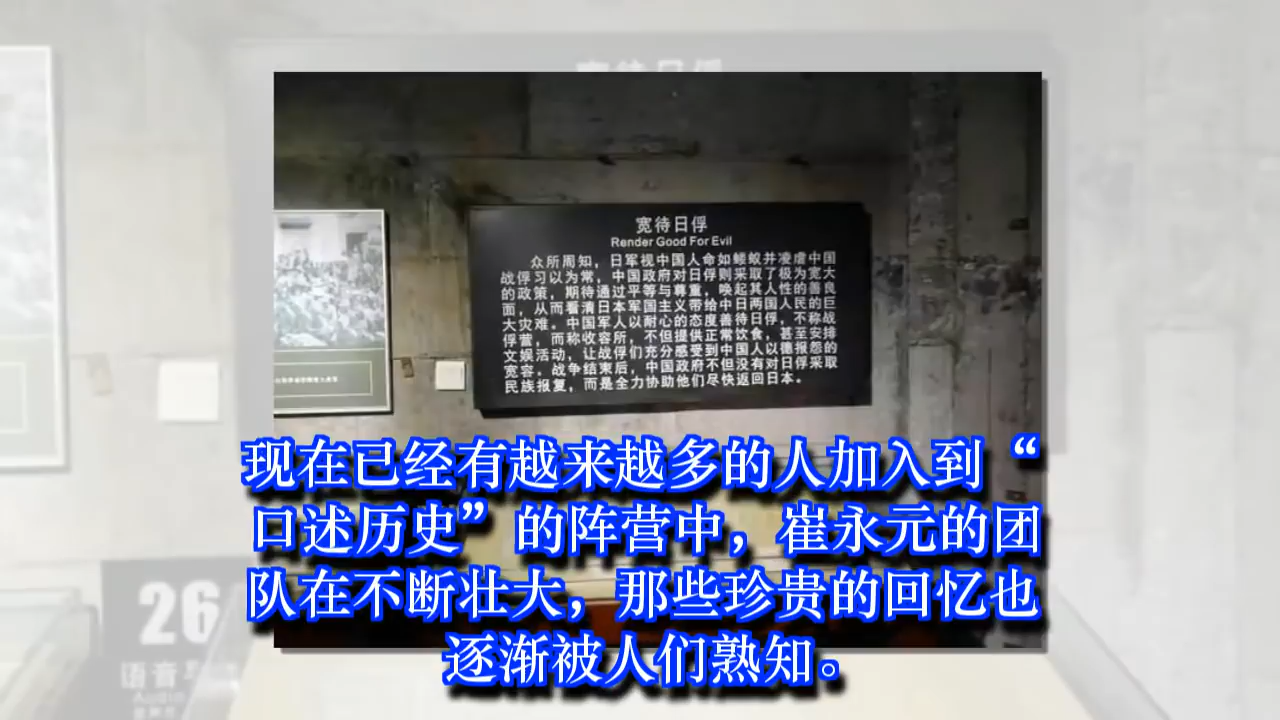 宽待日俘
Render Good For Evil
众所周知，日军视中国人命如蝼蚁并凌虐中国
战俘习以为常，中国政府对日俘则采取了极为宽大
的政策，期待通过平等与尊重，唤起其人性的善良
面，从而看清日本军国主义带给中日两国人民的巨
大灾难。中国军人以耐心的态度善待日俘，不称战
俘营，而称收容所，不但提供正常饮食，甚至安排
文娱活动，让战俘们充分感受到中国人以德报怨的
宽容。战争结束后，中国政府不但没有对日俘采取
民族报复，而是全力协助他们尽快返回日本。
现在已经有越来越多的人加入到“
口述历史”的阵营中，崔永元的团
队在不断壮大，那些珍贵的回忆也
逐渐被人们熟知。
26
语音